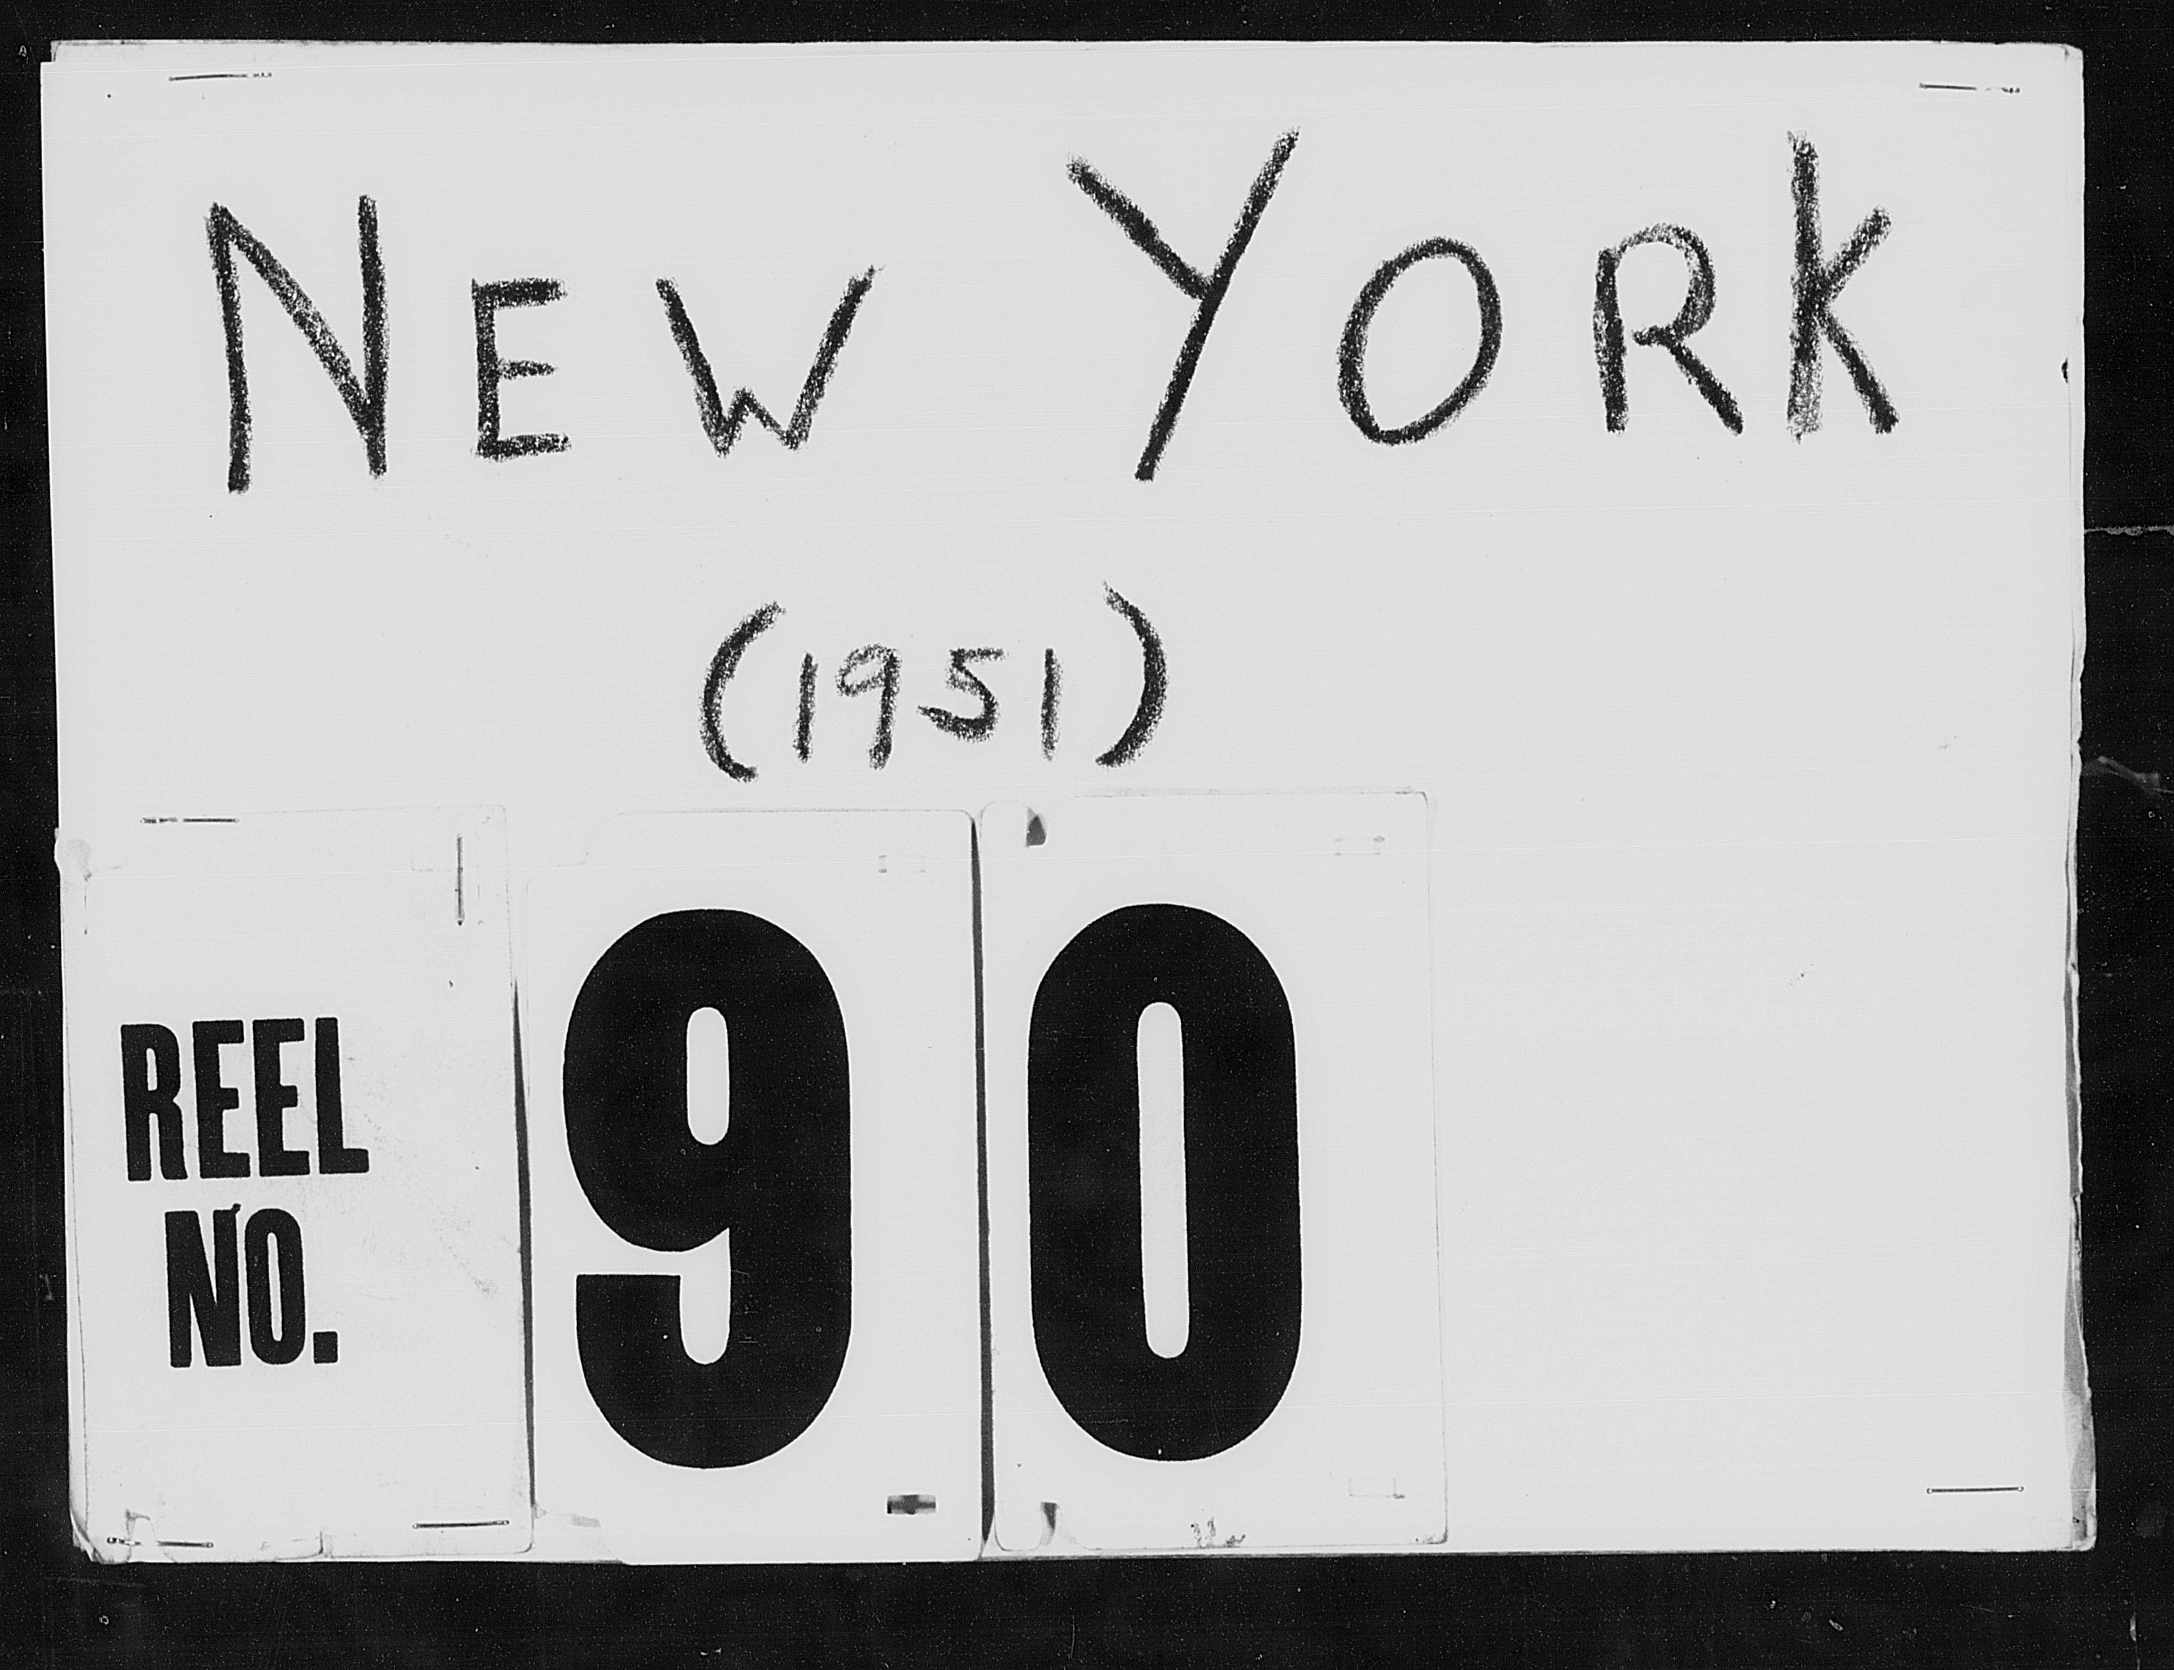 NEW YORK
(1951)
REEL
NO.
90